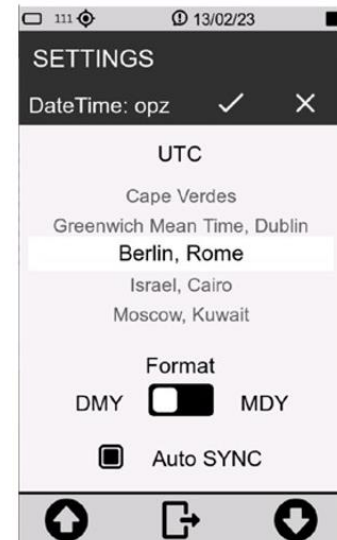 111 13/02/23
SETTINGS
DateTime: opz
UTC
Cape Verdes
Greenwich Mean Time, Dublin
Berlin, Rome
Israel, Cairo
Moscow, Kuwait
Format
DMY MDY
Auto SYNC